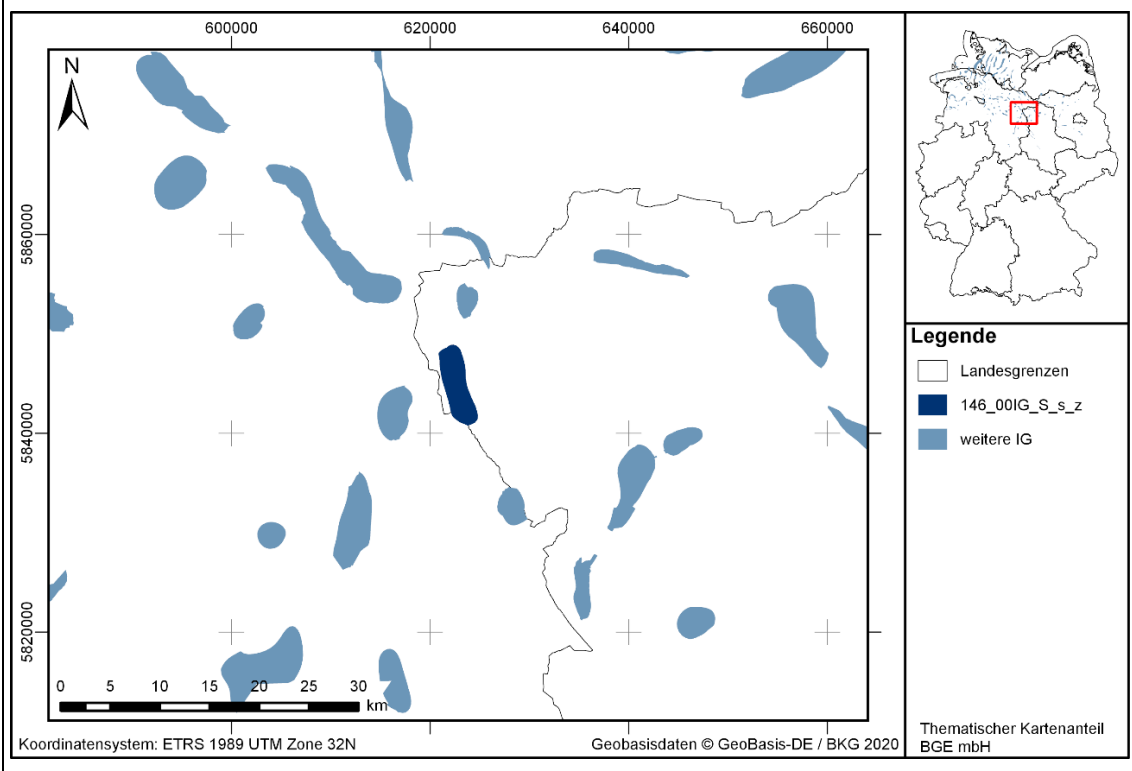 600000 620000 640000 660000
N
5860000
5840000
5820000
0 5 10 15 20 25 30
km
Koordinatensystem: ETRS 1989 UTM Zone 32N
Geobasisdaten © GeoBasis-DE / BKG 2020
Legende
Landesgrenzen
146_00IG_S_s_z
weitere IG
Thematischer Kartenanteil
BGE mbH